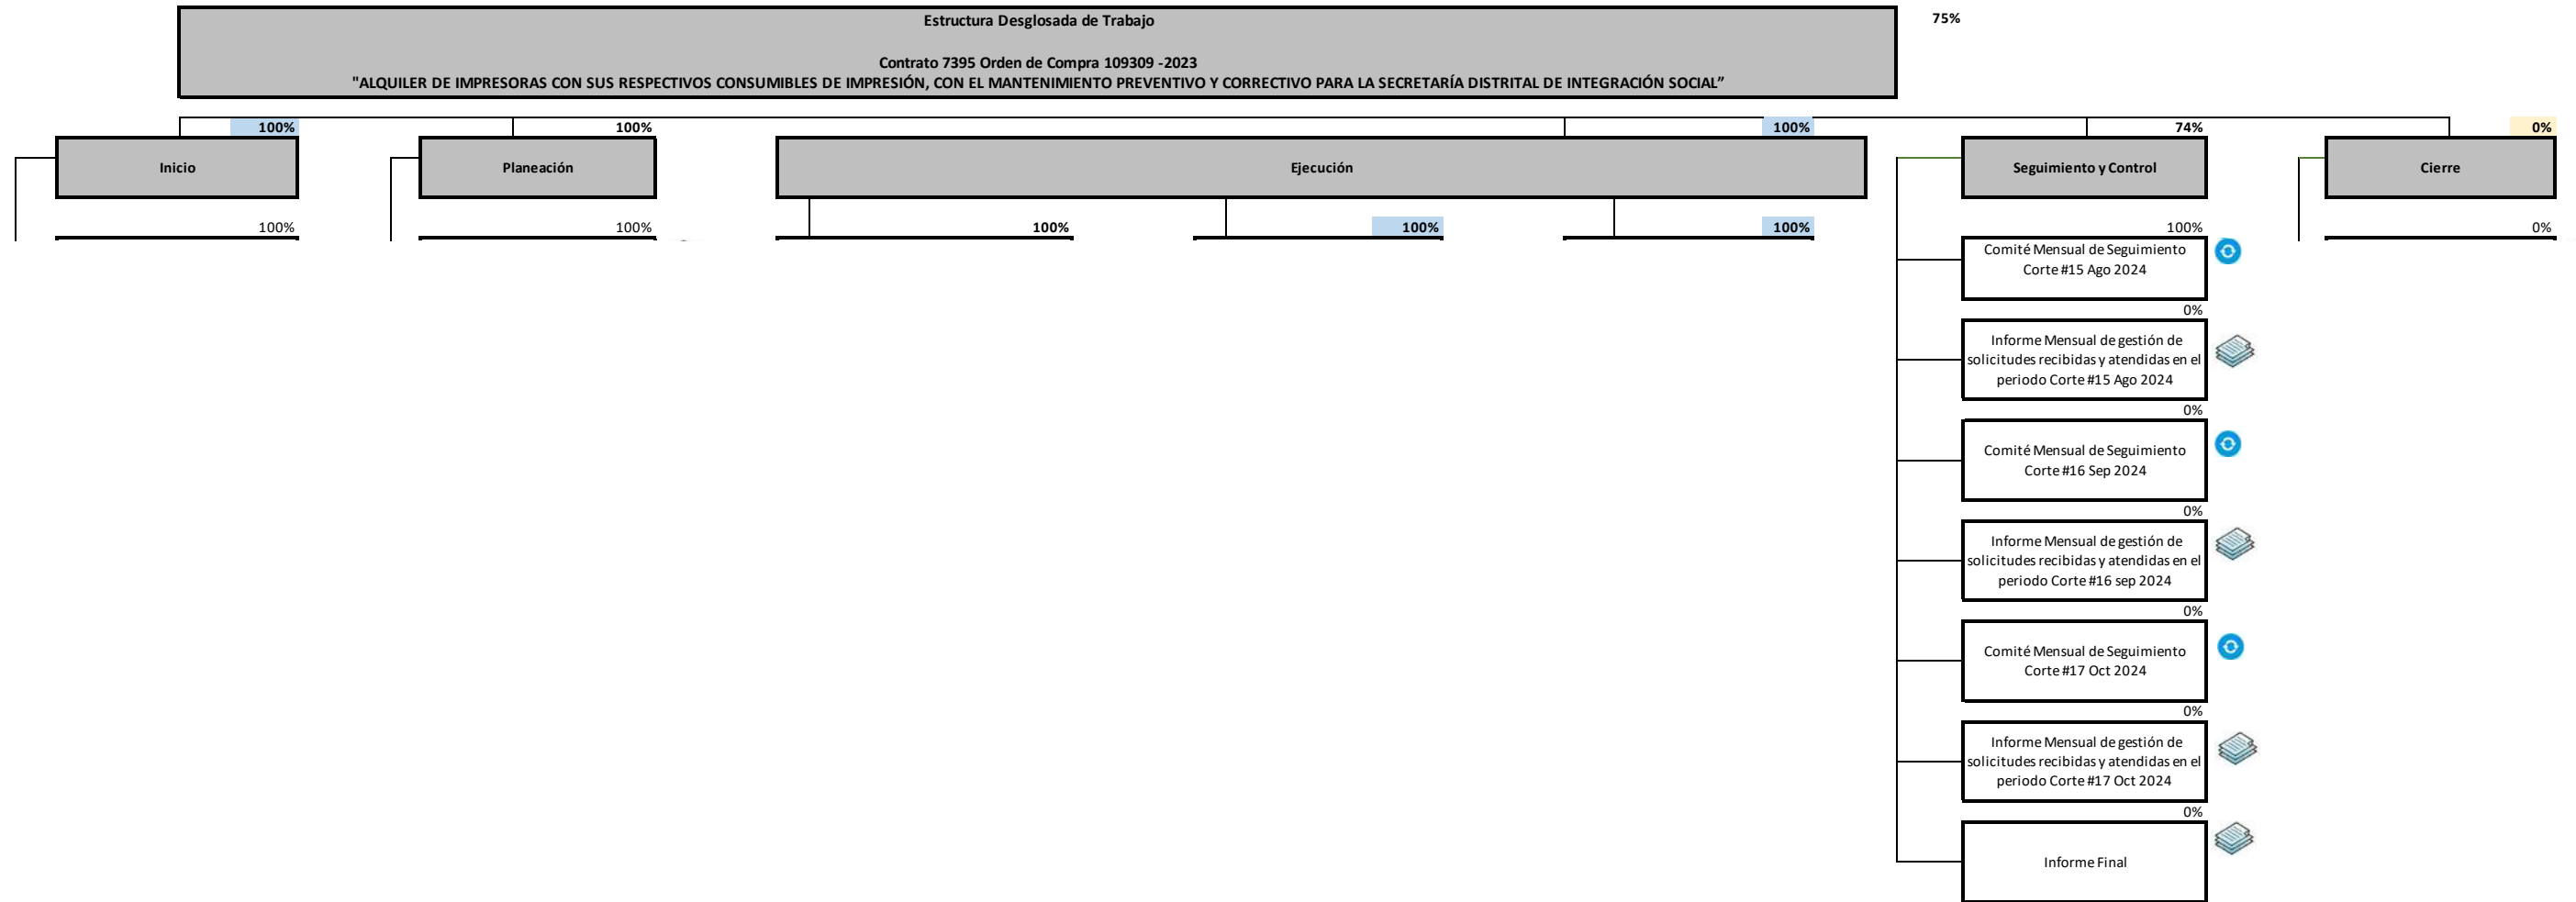 Estructura Desglosada de Trabajo
75%
Contrato 7395 Orden de Compra 109309 -2023
"ALQUILER DE IMPRESORAS CON SUS RESPECTIVOS CONSUMIBLES DE IMPRESIÓN, CON EL MANTENIMIENTO PREVENTIVO Y CORRECTIVO PARA LA SECRETARÍA DISTRITAL DE INTEGRACIÓN SOCIAL”
100%
100%
100%
74%
0%
Inicio
Planeación
Ejecución
Seguimiento y Control
Cierre
100%
100%
100%
100%
100%
100%
0%
Comité Mensual de Seguimiento
Corte #15 Ago 2024
0%
Informe Mensual de gestión de
solicitudes recibidas y atendidas en el
periodo Corte #15 Ago 2024
0%
Comité Mensual de Seguimiento
Corte #16 Sep 2024
0%
Informe Mensual de gestión de
solicitudes recibidas y atendidas en el
periodo Corte #16 sep 2024
0%
Comité Mensual de Seguimiento
Corte #17 Oct 2024
0%
Informe Mensual de gestión de
solicitudes recibidas y atendidas en el
periodo Corte #17 Oct 2024
0%
Informe Final